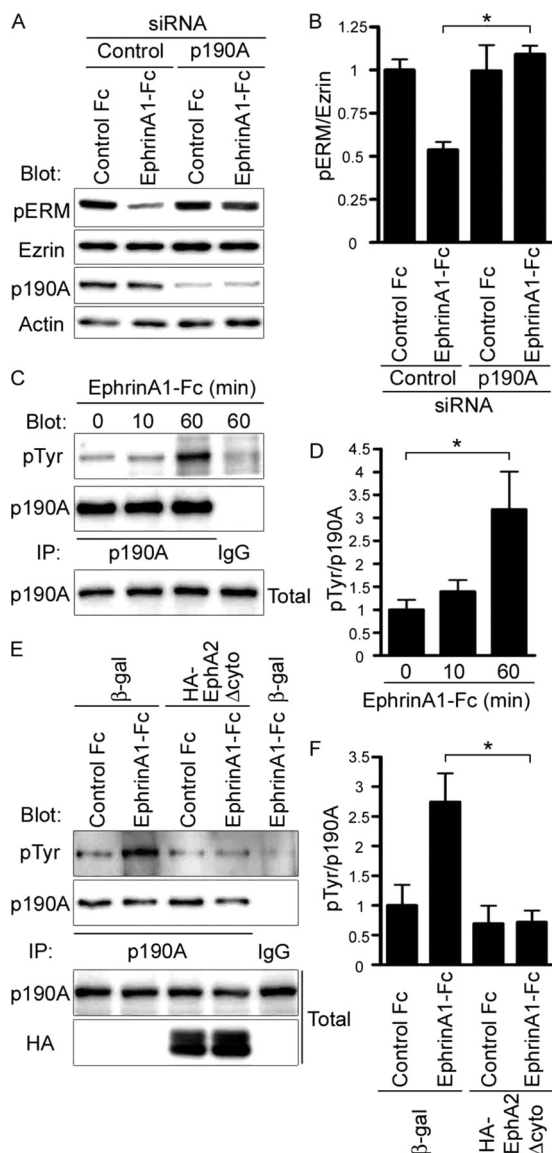 A
siRNA
Control p190A
Control Fc
EphrinA1-Fc
Control Fc
EphrinA1-Fc
Blot:
pERM
Ezrin
p190A
Actin
B
1.25
1
0.75
0.5
0.25
0
pERM/Ezrin
*
Control Fc
EphrinA1-Fc
Control Fc
EphrinA1-Fc
Control p190A
siRNA
C
EphrinA1-Fc (min)
Blot: 0 10 60 60
pTyr
p190A
IP: p190A IgG
p190A Total
D
4.5
4
3.5
3
2.5
2
1.5
1
0.5
0
pTyr/p190A
*
0 10 60
EphrinA1-Fc (min)
E
β-gal
HA-
EphA2
Δcyto
β-gal
Control Fc
EphrinA1-Fc
Control Fc
EphrinA1-Fc
EphrinA1-Fc
Blot:
pTyr
p190A
IP: p190A IgG
p190A
HA
Total
F
3.5
3
2.5
2
1.5
1
0.5
0
pTyr/p190A
*
Control Fc
EphrinA1-Fc
Control Fc
EphrinA1-Fc
β-gal
HA-
EphA2
Δcyto